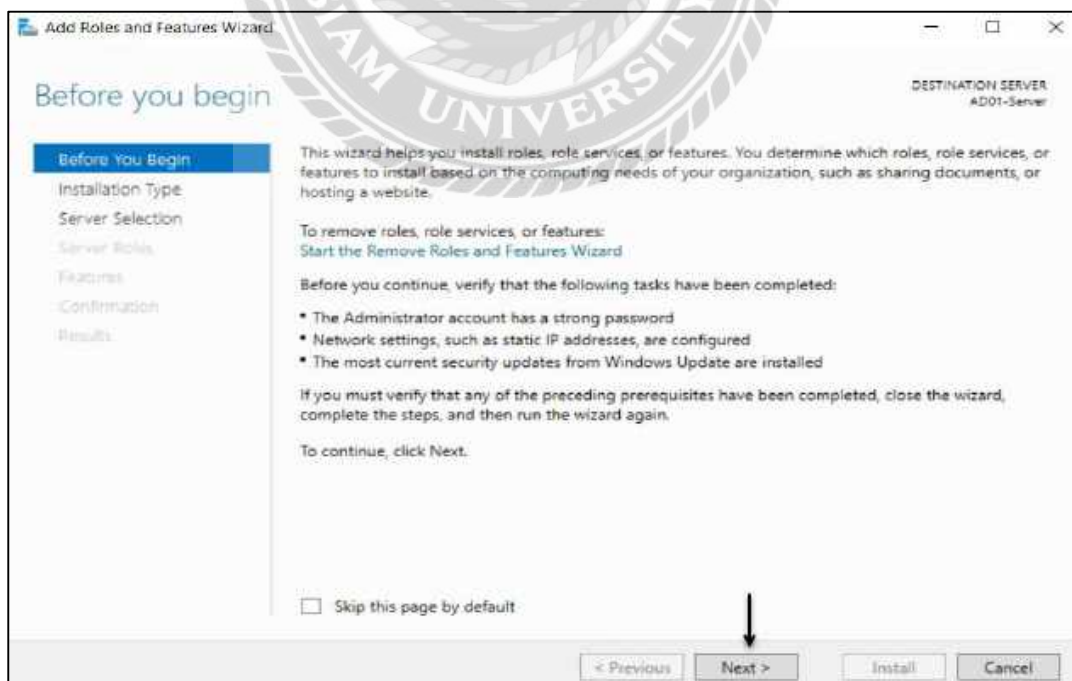 Add Roles and Features Wizard
Before you begin
DESTINATION SERVER
AD01-Server
Before You Begin
Installation Type
Server Selection
Server Roles
Features
Confirmation
Results
This wizard helps you install roles, role services, or features. You determine which roles, role services, or
features to install based on the computing needs of your organization, such as sharing documents, or
hosting a website.
To remove roles, role services, or features:
Start the Remove Roles and Features Wizard
Before you continue, verify that the following tasks have been completed:
• The Administrator account has a strong password
• Network settings, such as static IP addresses, are configured
• The most current security updates from Windows Update are installed
If you must verify that any of the preceding prerequisites have been completed, close the wizard,
complete the steps, and then run the wizard again.
To continue, click Next.
Skip this page by default
< Previous
Next >
Install
Cancel
UNIVERSITY